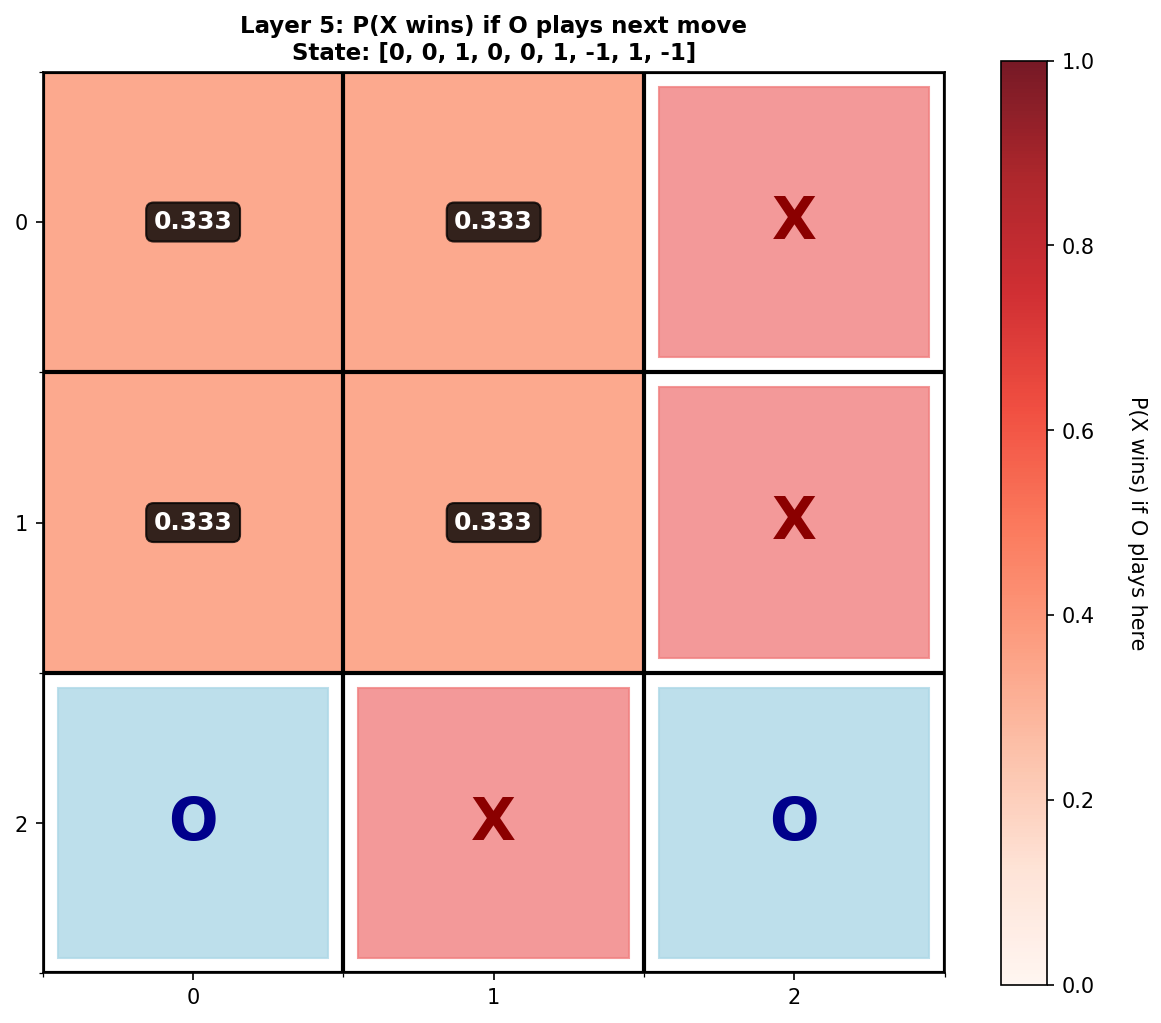 Layer 5: P(X wins) if O plays next move
State: [0, 0, 1, 0, 0, 1, -1, 1, -1]
0
0.333
0.333
X
1
0.333
0.333
X
2
O
X
O
0
1
2
1.0
0.8
0.6
0.4
0.2
0.0
P(X wins) if O plays here